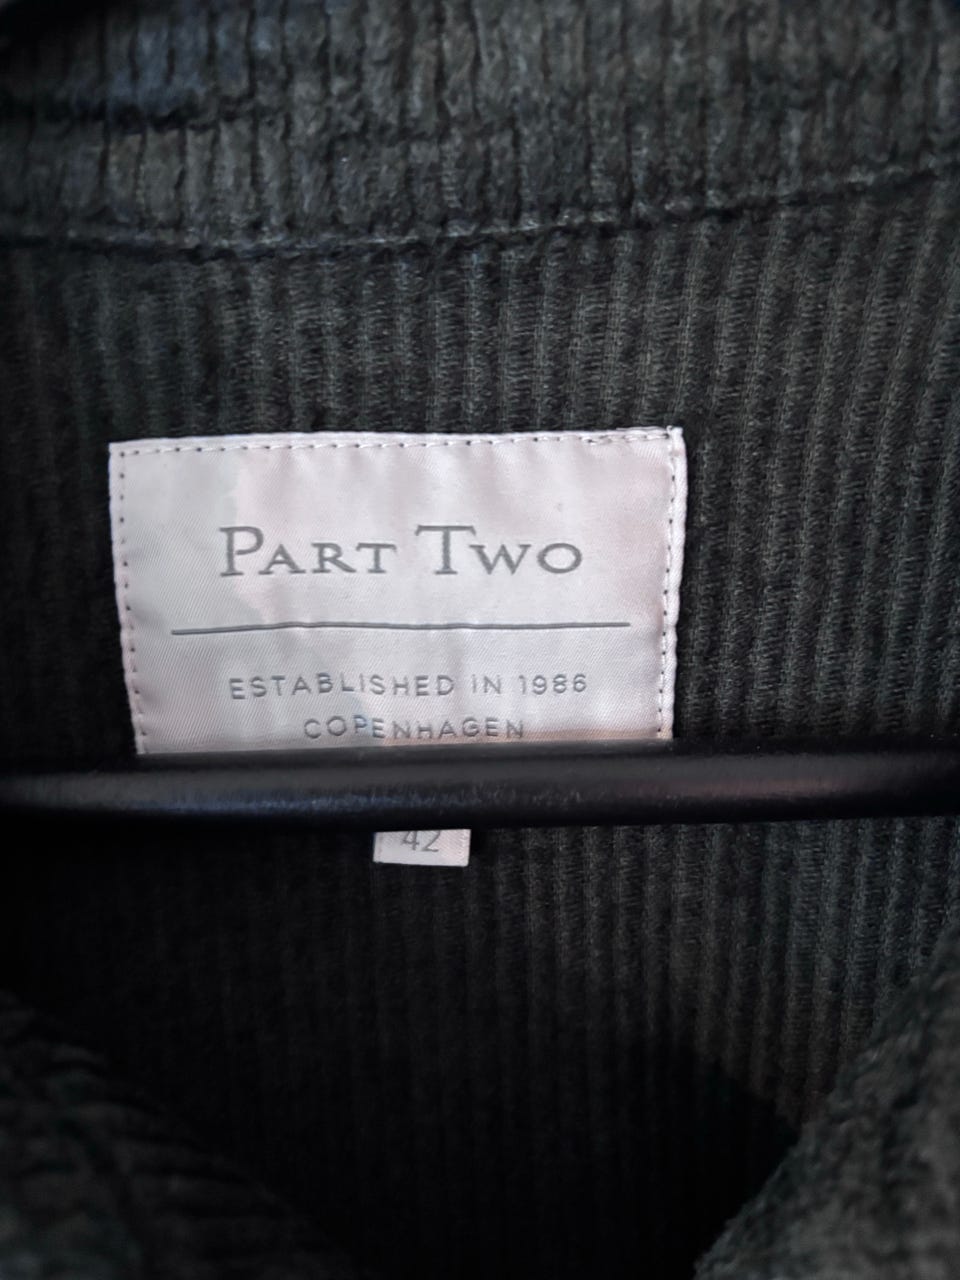 PART TWO
ESTABLISHED IN 1986
COPENHAGEN
42